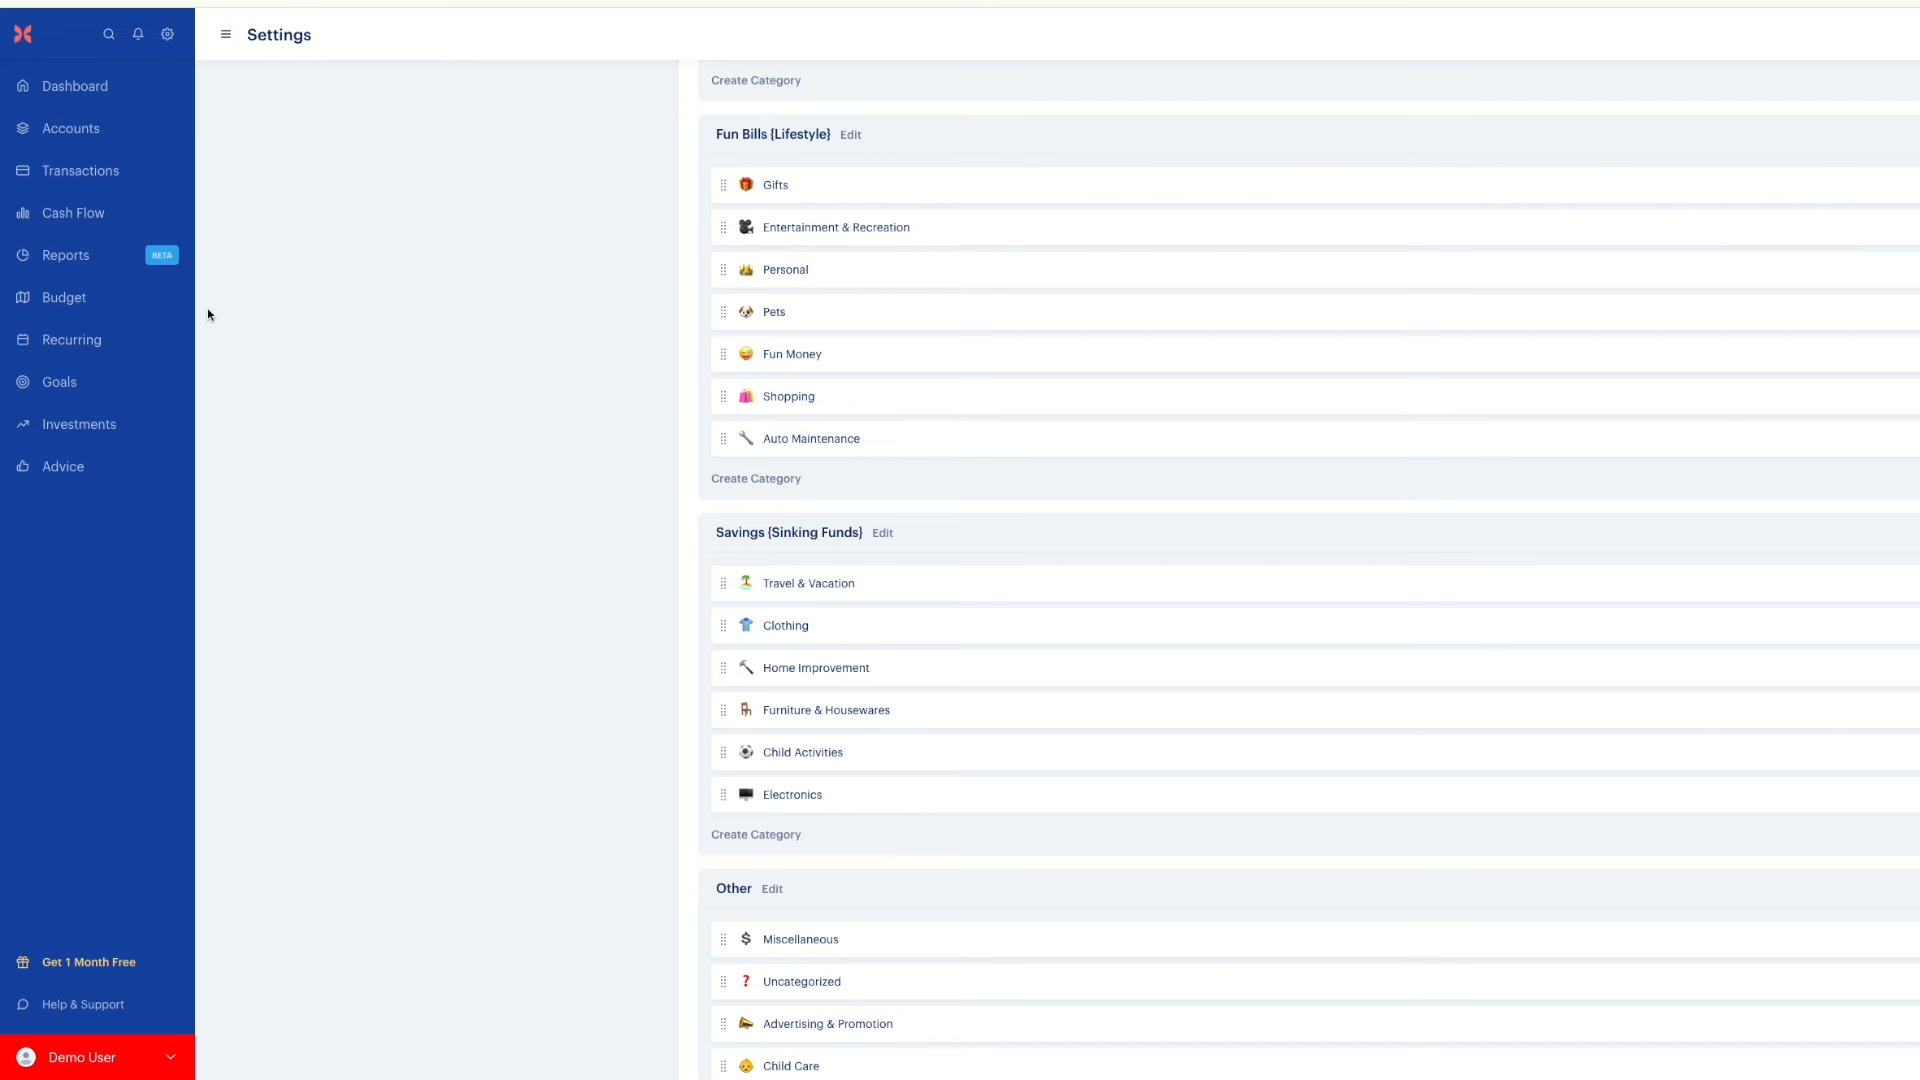 Settings
Dashboard
Accounts
Transactions
Cash Flow
Reports BETA
Budget
Recurring
Goals
Investments
Advice
Get 1 Month Free
Help & Support
Demo User
Create Category
Fun Bills {Lifestyle} Edit
Gifts
Entertainment & Recreation
Personal
Pets
Fun Money
Shopping
Auto Maintenance
Create Category
Savings {Sinking Funds} Edit
Travel & Vacation
Clothing
Home Improvement
Furniture & Housewares
Child Activities
Electronics
Create Category
Other Edit
Miscellaneous
Uncategorized
Advertising & Promotion
Child Care